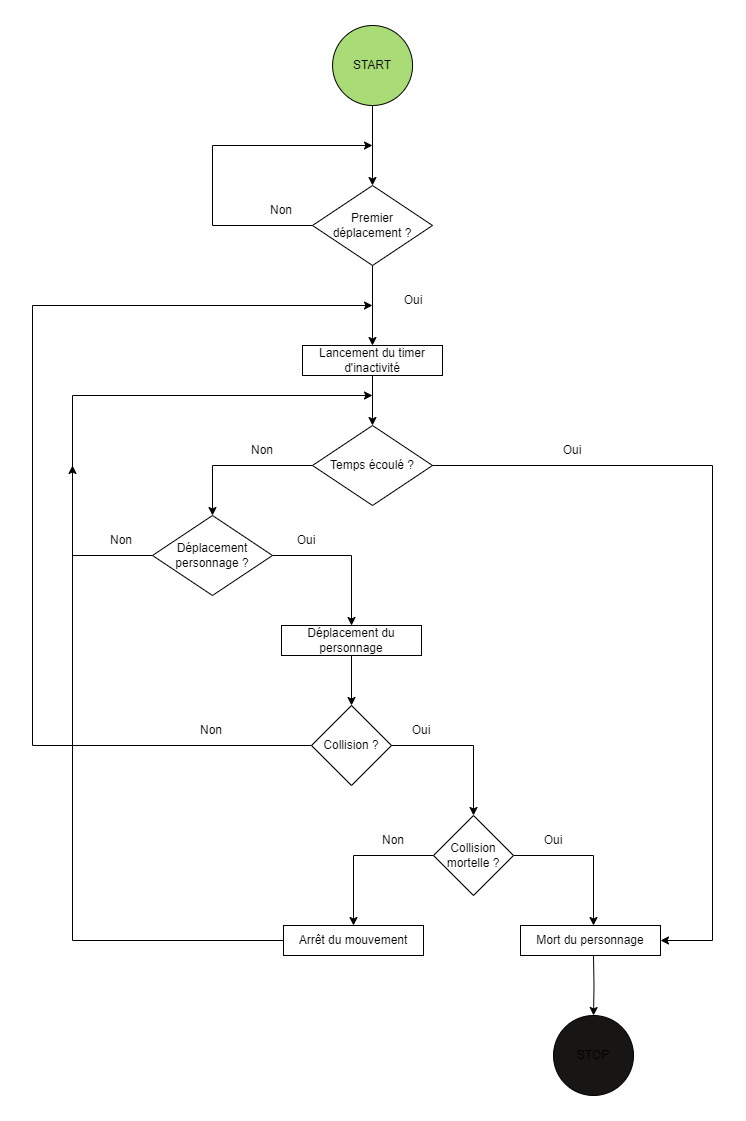 START
Non
Premier
déplacement ?
Oui
Lancement du timer
d'inactivité
Non
Temps écoulé ?
Oui
Non
Déplacement
personnage ?
Oui
Déplacement du
personnage
Non
Collision ?
Oui
Non
Collision
mortelle ?
Oui
Arrêt du mouvement
Mort du personnage
STOP